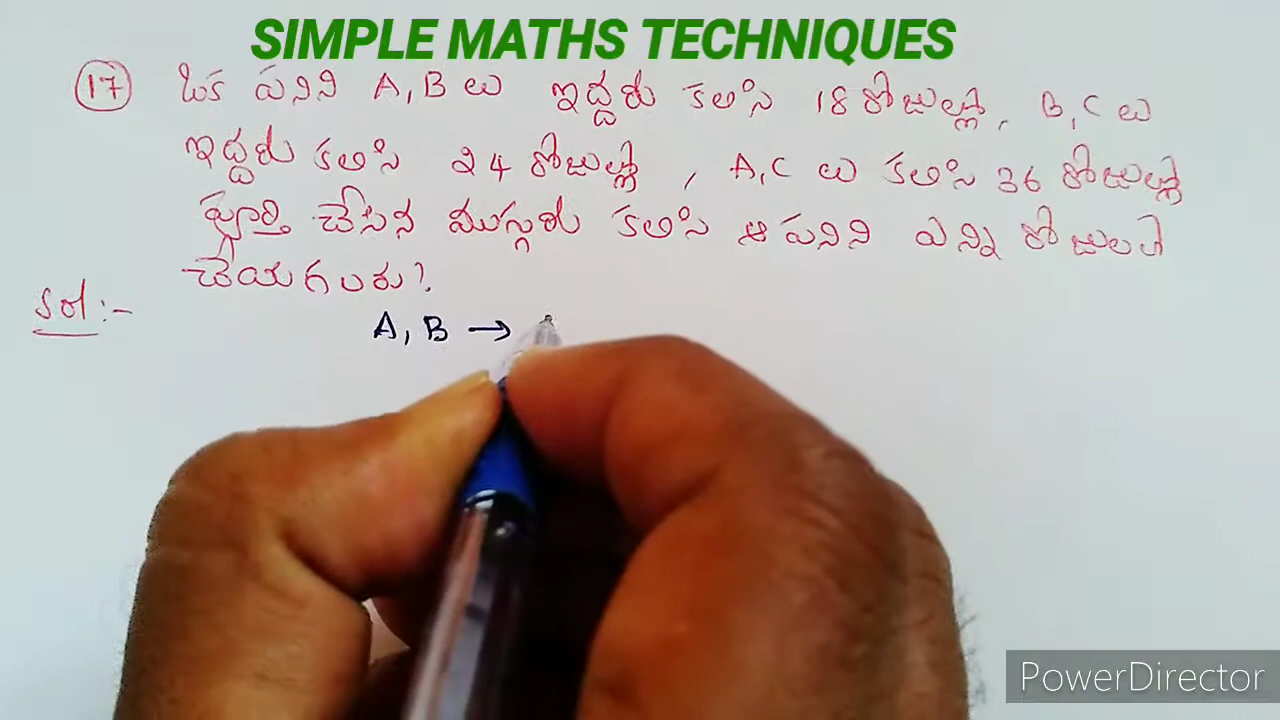 SIMPLE MATHS TECHNIQUES
17 ఒక పనిని A, B లు ఇద్దరు కలిసి 18 రోజుల్లో, B, C లు
ఇద్దరు కలిసి 24 రోజుల్లో, A, C లు కలిసి 36 రోజుల్లో
పూర్తి చేసిన ముగ్గురు కలిసి ఆ పనిని ఎన్ని రోజులలో
చేయగలరు?
Sol:-
A, B →
PowerDirector